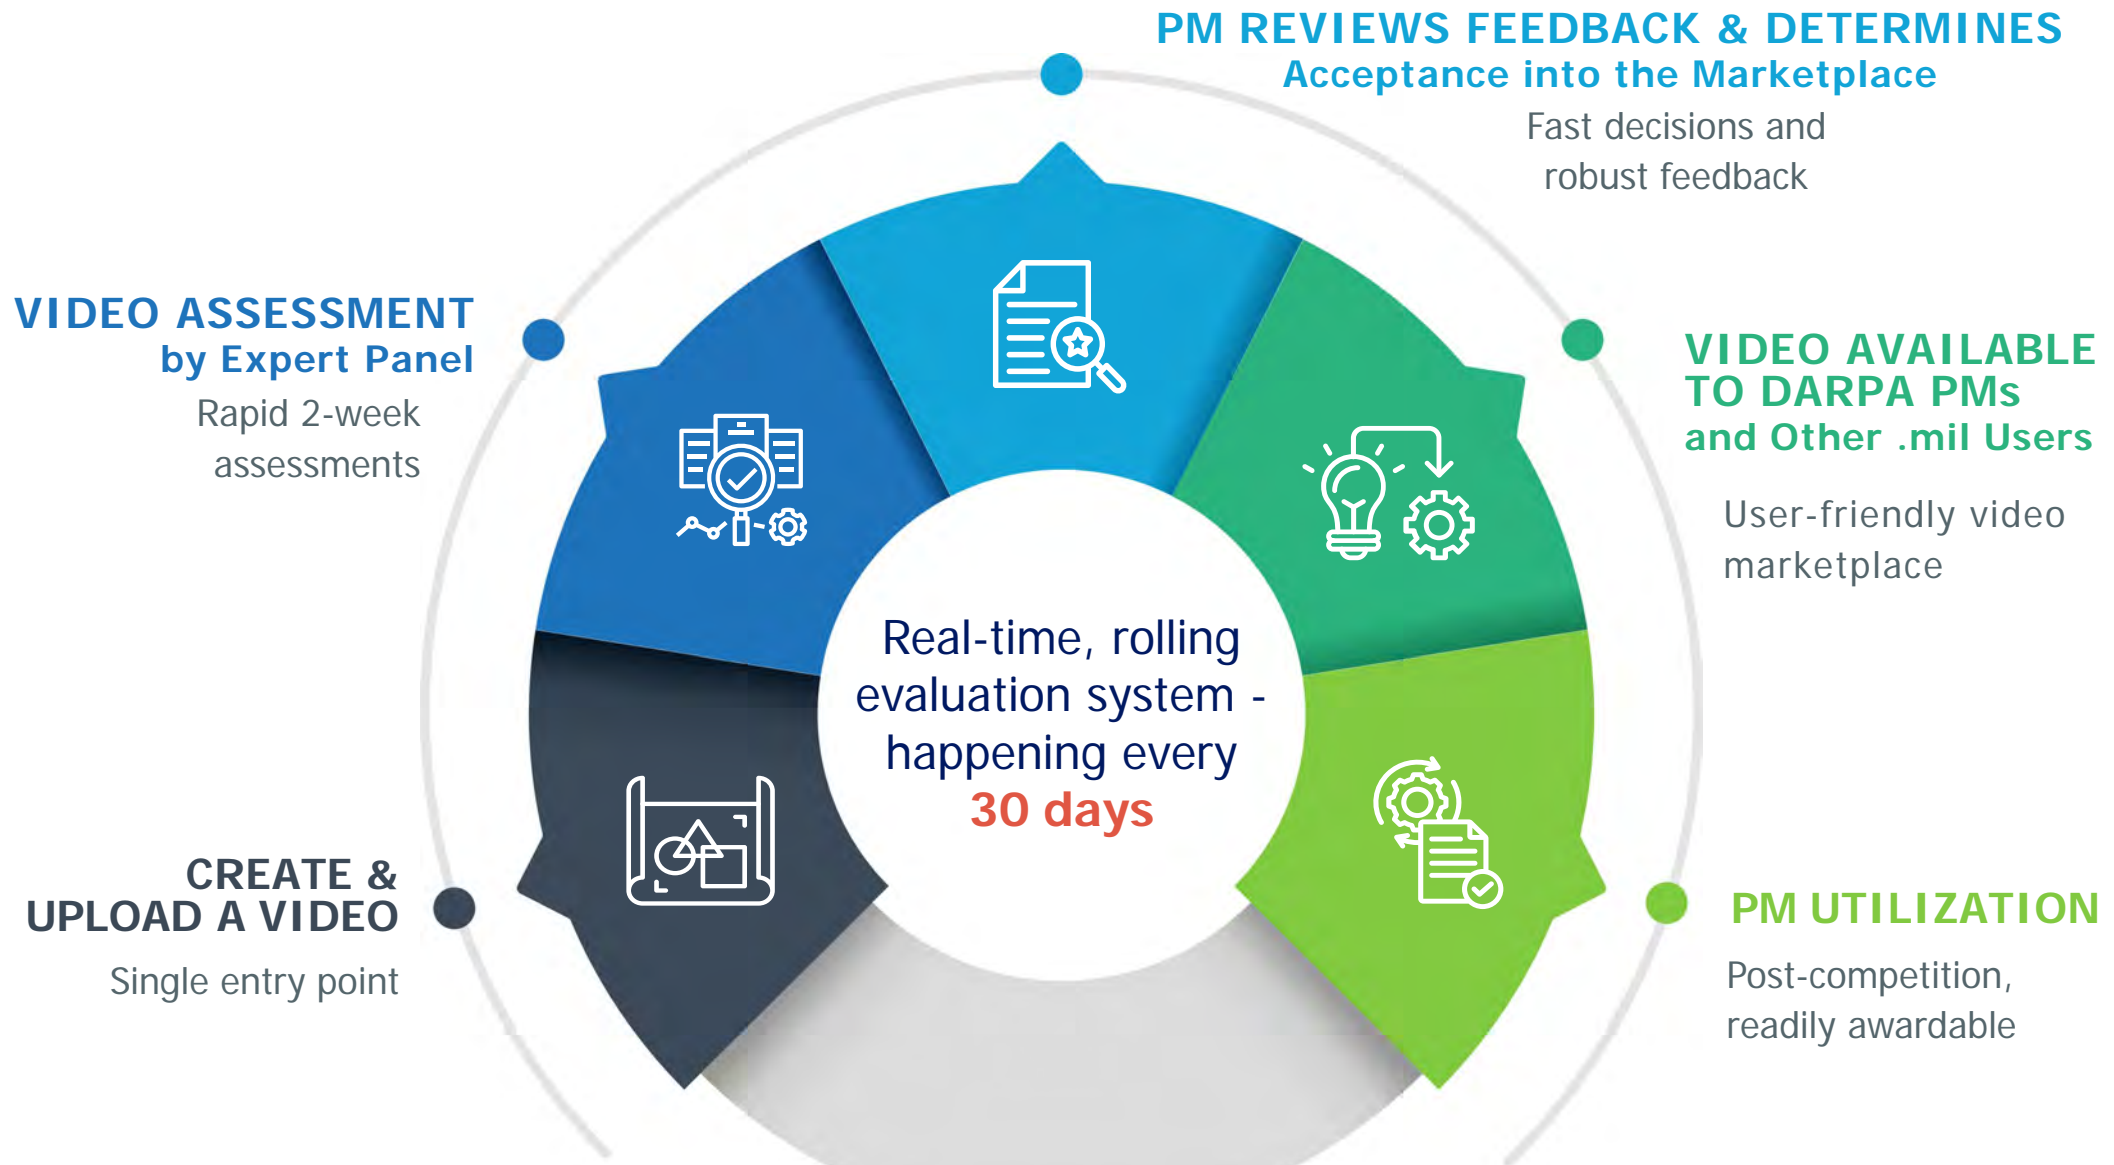 PM REVIEWS FEEDBACK & DETERMINES
Acceptance into the Marketplace
Fast decisions and
robust feedback
VIDEO ASSESSMENT
by Expert Panel
Rapid 2-week
assessments
VIDEO AVAILABLE
TO DARPA PMs
and Other .mil Users
User-friendly video
marketplace
Real-time, rolling
evaluation system -
happening every
30 days
CREATE &
UPLOAD A VIDEO
Single entry point
PM UTILIZATION
Post-competition,
readily awardable